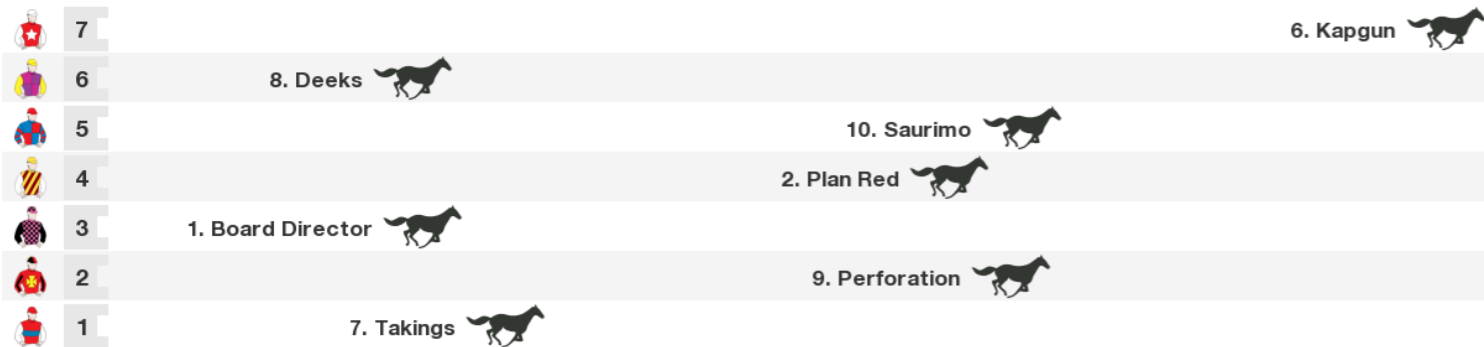 7 6. Kapgun
6 8. Deeks
5 10. Saurimo
4 2. Plan Red
3 1. Board Director
2 9. Perforation
1 7. Takings